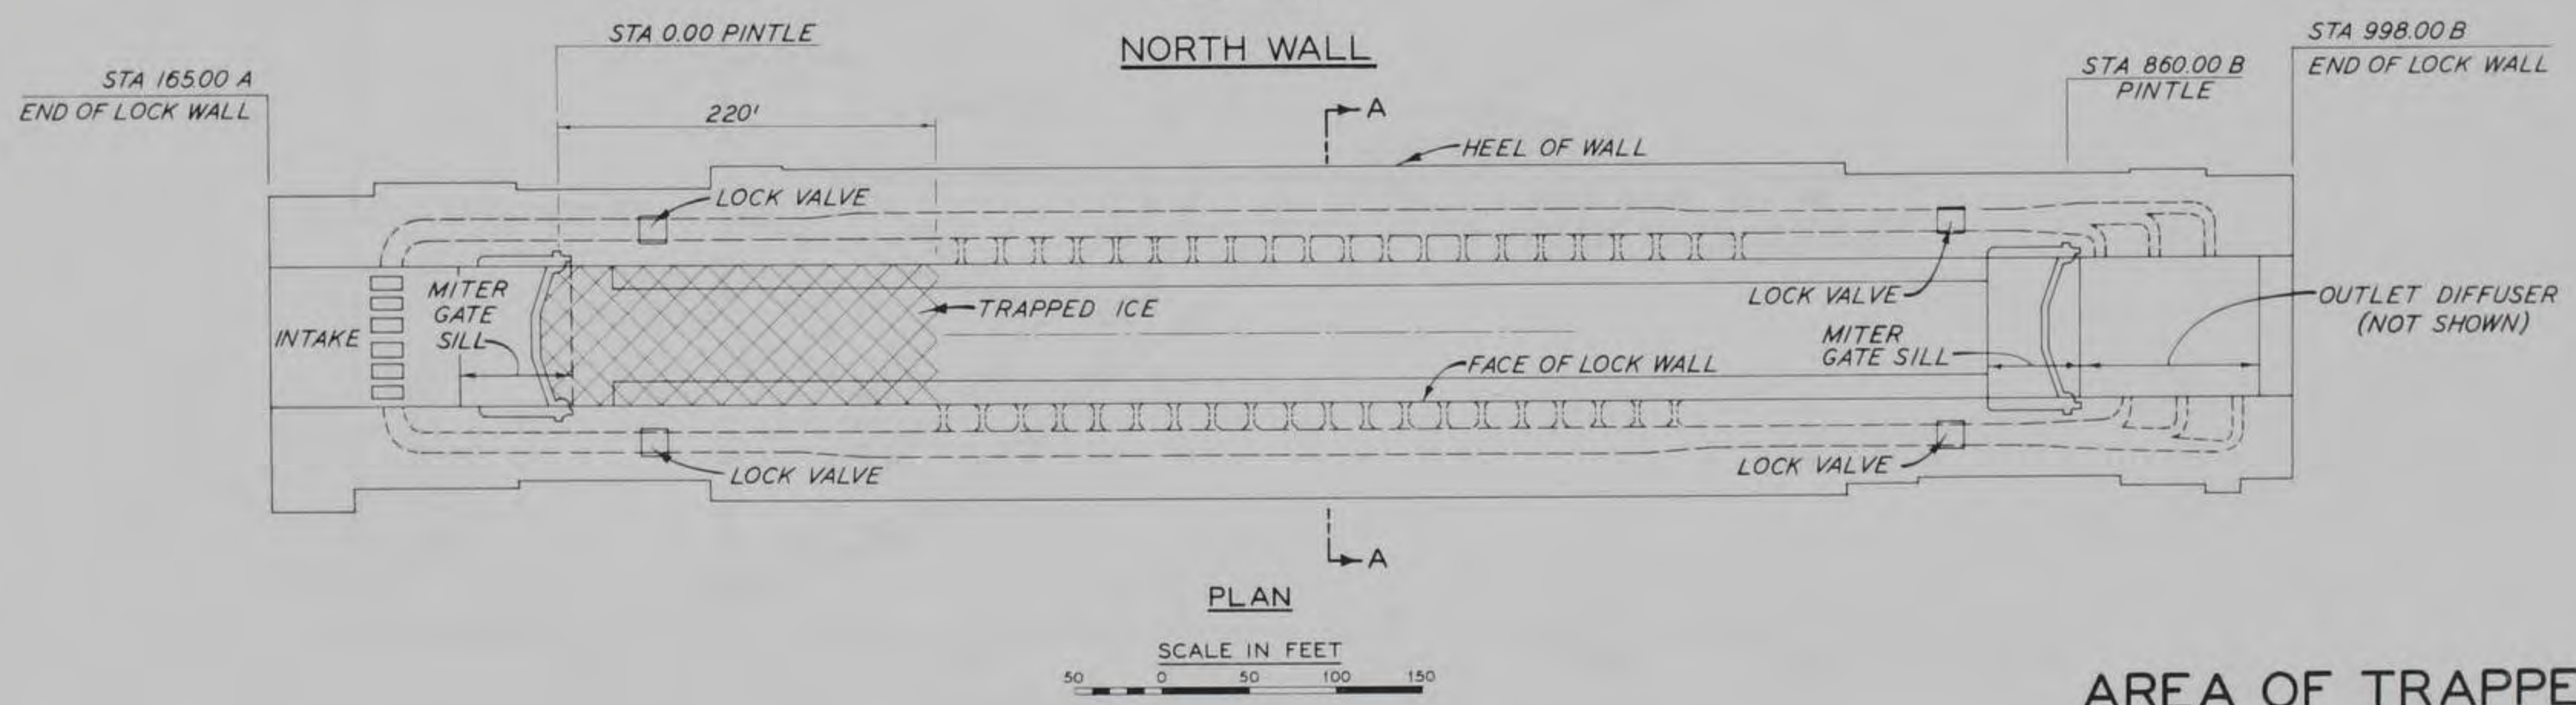 STA 0.00 PINTLE
NORTH WALL
STA 998.00 B
END OF LOCK WALL
STA 165.00 A
END OF LOCK WALL
STA 860.00 B
PINTLE
220'
A
HEEL OF WALL
LOCK VALVE
MITER
GATE
SILL
INTAKE
TRAPPED ICE
LOCK VALVE
OUTLET DIFFUSER
(NOT SHOWN)
MITER
GATE SILL
FACE OF LOCK WALL
LOCK VALVE
LOCK VALVE
A
PLAN
SCALE IN FEET
50 0 50 100 150
AREA OF TRAPPE